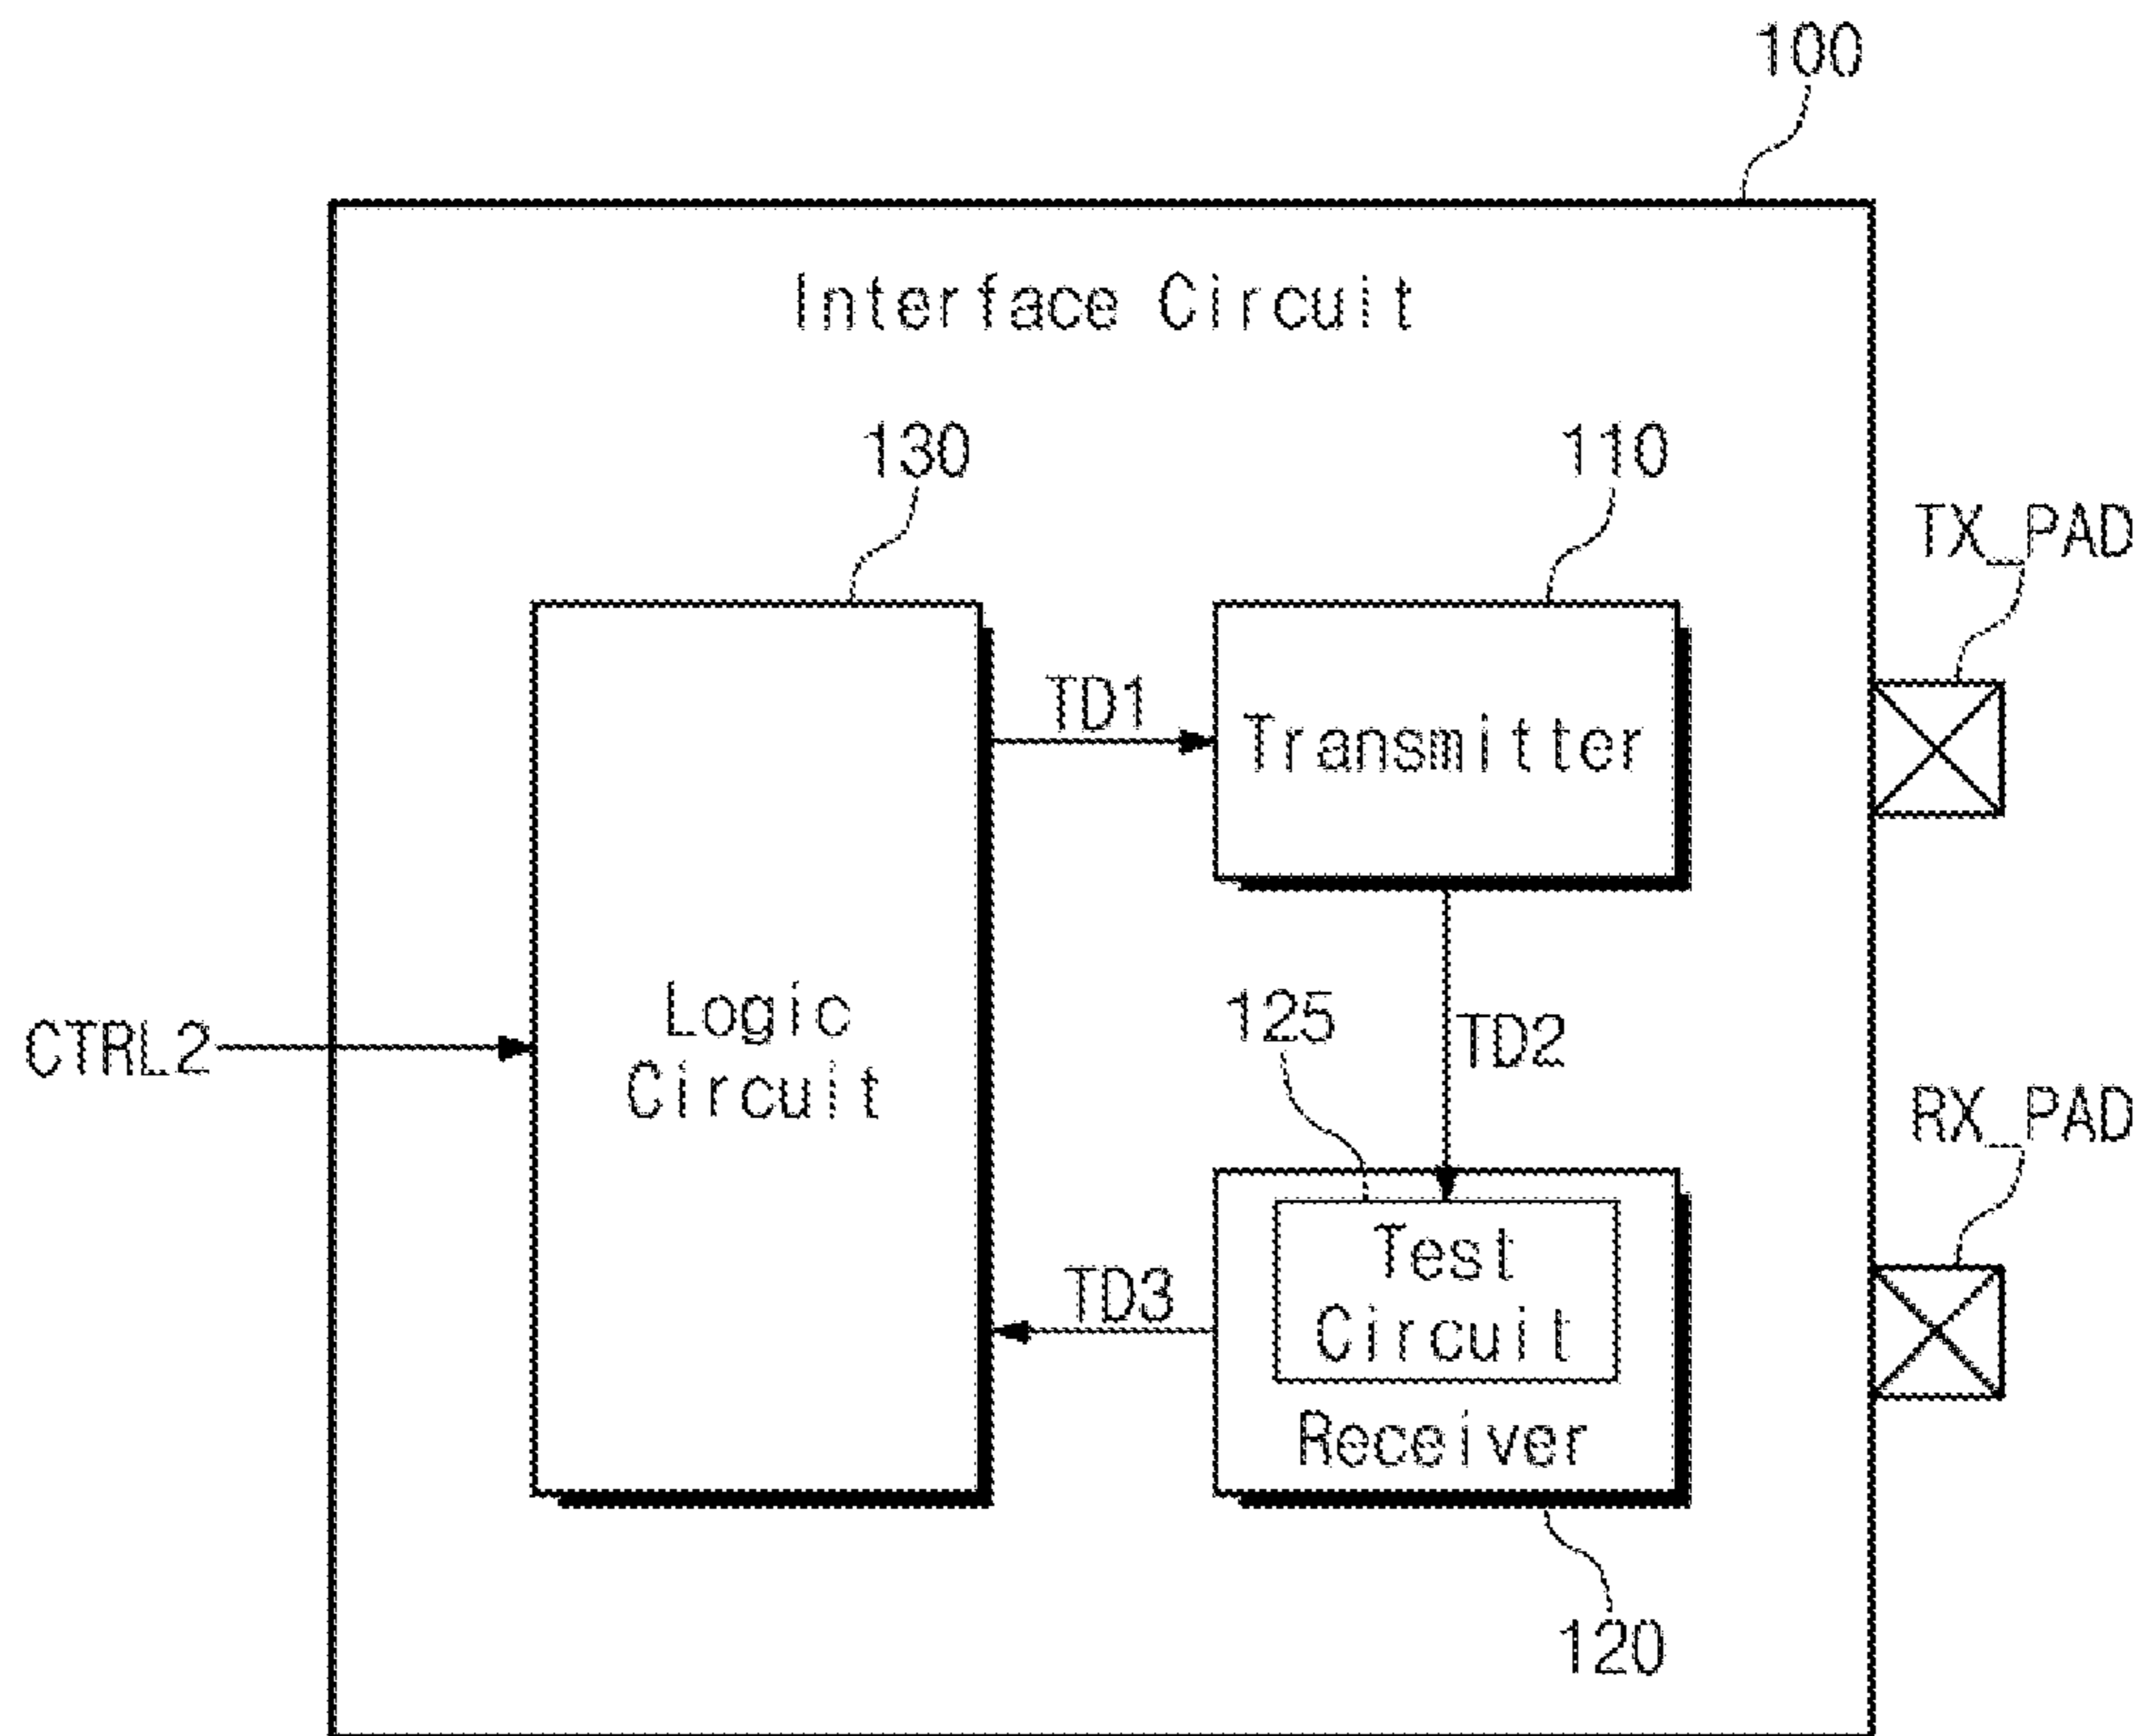 100
Interface Circuit
130
110
TX_PAD
TD1
Transmitter
Logic
Circuit
CTRL2
125
TD2
RX_PAD
TD3
Test
Circuit
Receiver
120